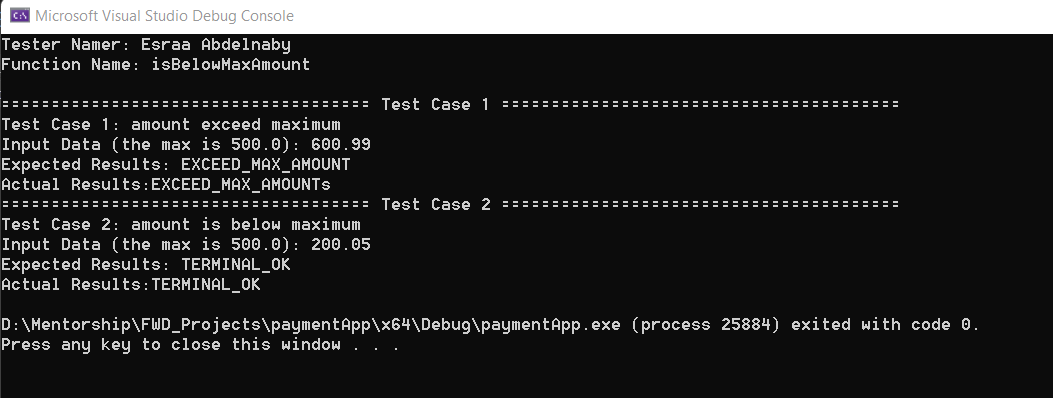 Microsoft Visual Studio Debug Console
Tester Namer: Esraa Abdelnaby
Function Name: isBelowMaxAmount
------------------------------------- Test Case 1 ----------------------------------------
Test Case 1: amount exceed maximum
Input Data (the max is 500.0): 600.99
Expected Results: EXCEED_MAX_AMOUNT
Actual Results:EXCEED_MAX_AMOUNTs
------------------------------------- Test Case 2 ----------------------------------------
Test Case 2: amount is below maximum
Input Data (the max is 500.0): 200.05
Expected Results: TERMINAL_OK
Actual Results:TERMINAL_OK
D:\Mentorship\FWD_Projects\paymentApp\x64\Debug\paymentApp.exe (process 25884) exited with code 0.
Press any key to close this window . . .